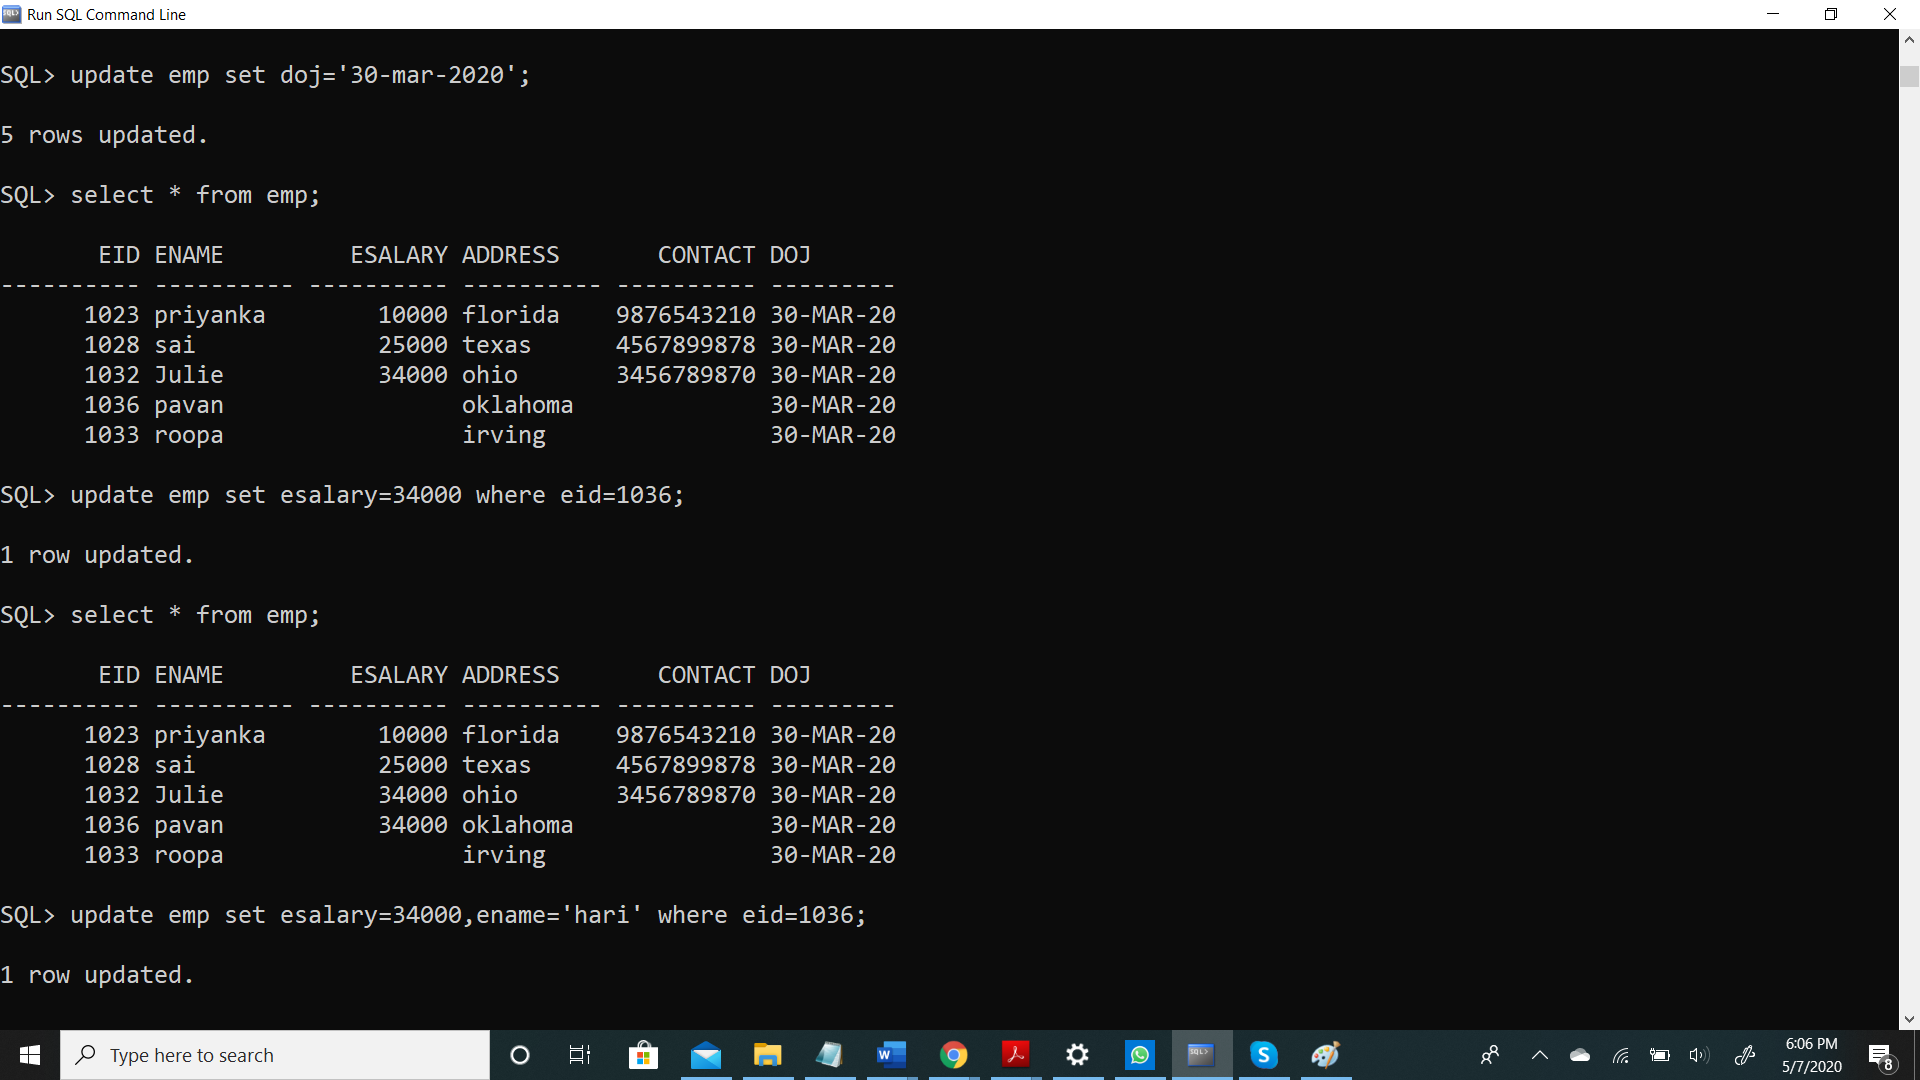 Run SQL Command Line
SQL> update emp set doj='30-mar-2020';
5 rows updated.
SQL> select * from emp;
       EID ENAME         ESALARY ADDRESS       CONTACT DOJ
---------- ---------- ---------- ---------- ---------- ---------
      1023 priyanka        10000 florida    9876543210 30-MAR-20
      1028 sai             25000 texas      4567899878 30-MAR-20
      1032 Julie           34000 ohio       3456789870 30-MAR-20
      1036 pavan                 oklahoma              30-MAR-20
      1033 roopa                 irving                30-MAR-20
SQL> update emp set esalary=34000 where eid=1036;
1 row updated.
SQL> select * from emp;
       EID ENAME         ESALARY ADDRESS       CONTACT DOJ
---------- ---------- ---------- ---------- ---------- ---------
      1023 priyanka        10000 florida    9876543210 30-MAR-20
      1028 sai             25000 texas      4567899878 30-MAR-20
      1032 Julie           34000 ohio       3456789870 30-MAR-20
      1036 pavan           34000 oklahoma              30-MAR-20
      1033 roopa                 irving                30-MAR-20
SQL> update emp set esalary=34000,ename='hari' where eid=1036;
1 row updated.
Type here to search
6:06 PM
5/7/2020
8